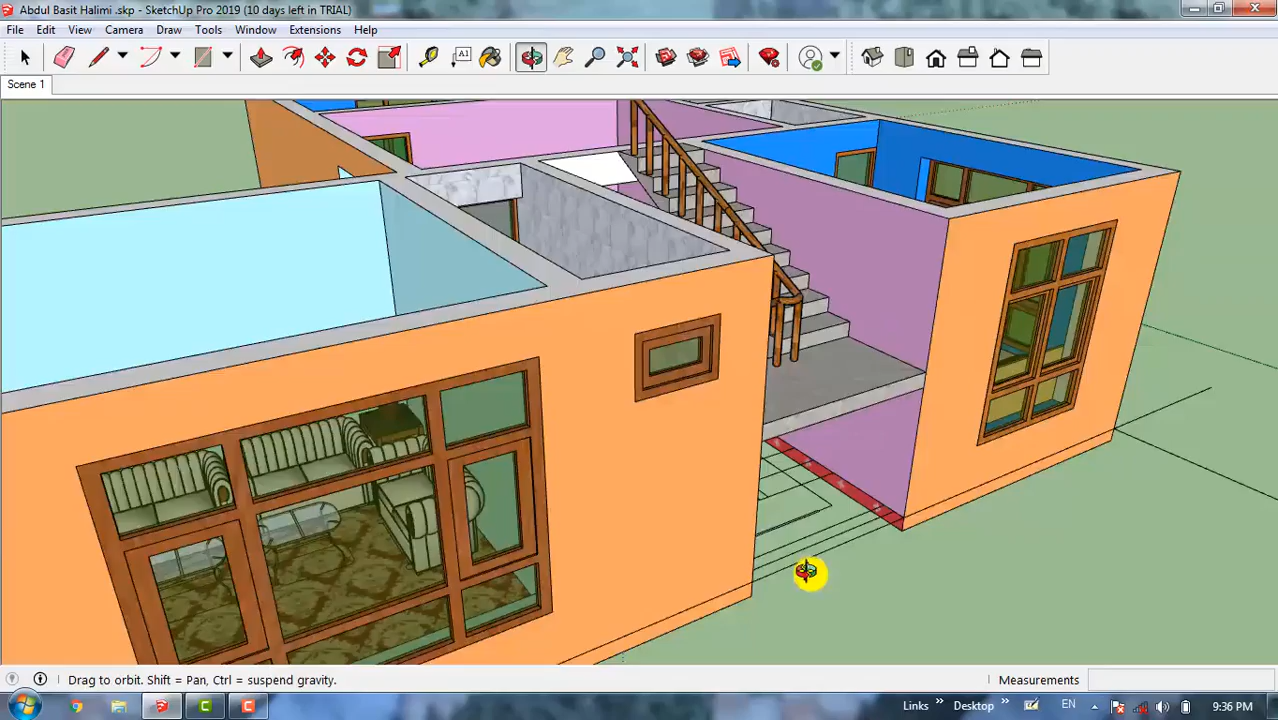 Abdul Basit Halimi .skp - SketchUp Pro 2019 (10 days left in TRIAL)
File Edit View Camera Draw Tools Window Extensions Help
A1
Scene 1
Drag to orbit. Shift = Pan, Ctrl = suspend gravity.
Measurements
Links » Desktop » EN 9:36 PM